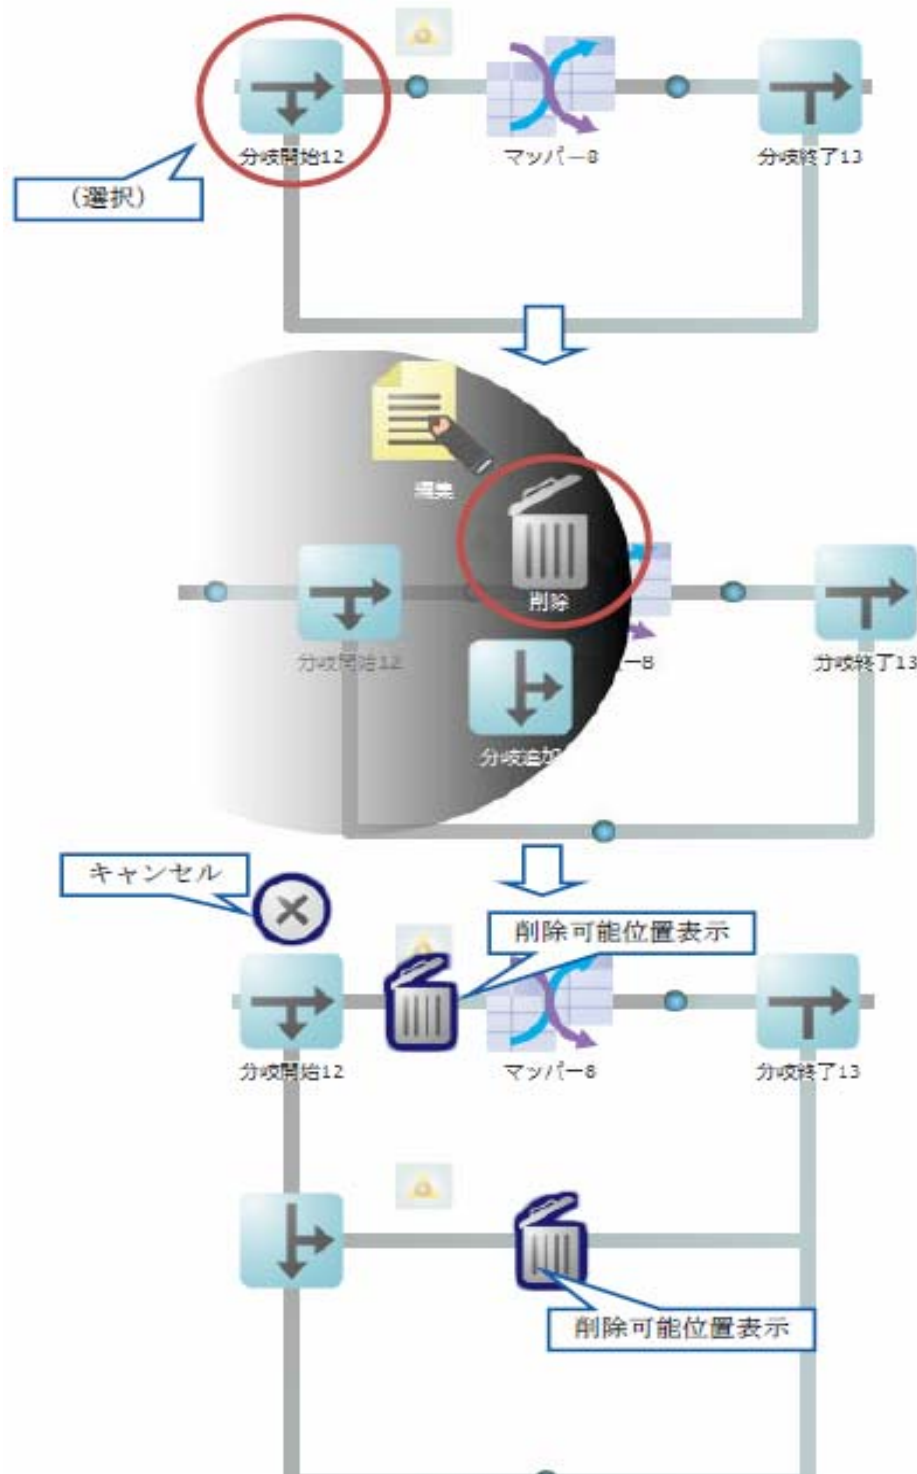 分岐開始12
マッパー8
分岐終了13
(選択)
編集
削除
分岐開始12
ー8
分岐終了13
分岐追加
キャンセル
削除可能位置表示
分岐開始12
マッパー8
分岐終了13
削除可能位置表示